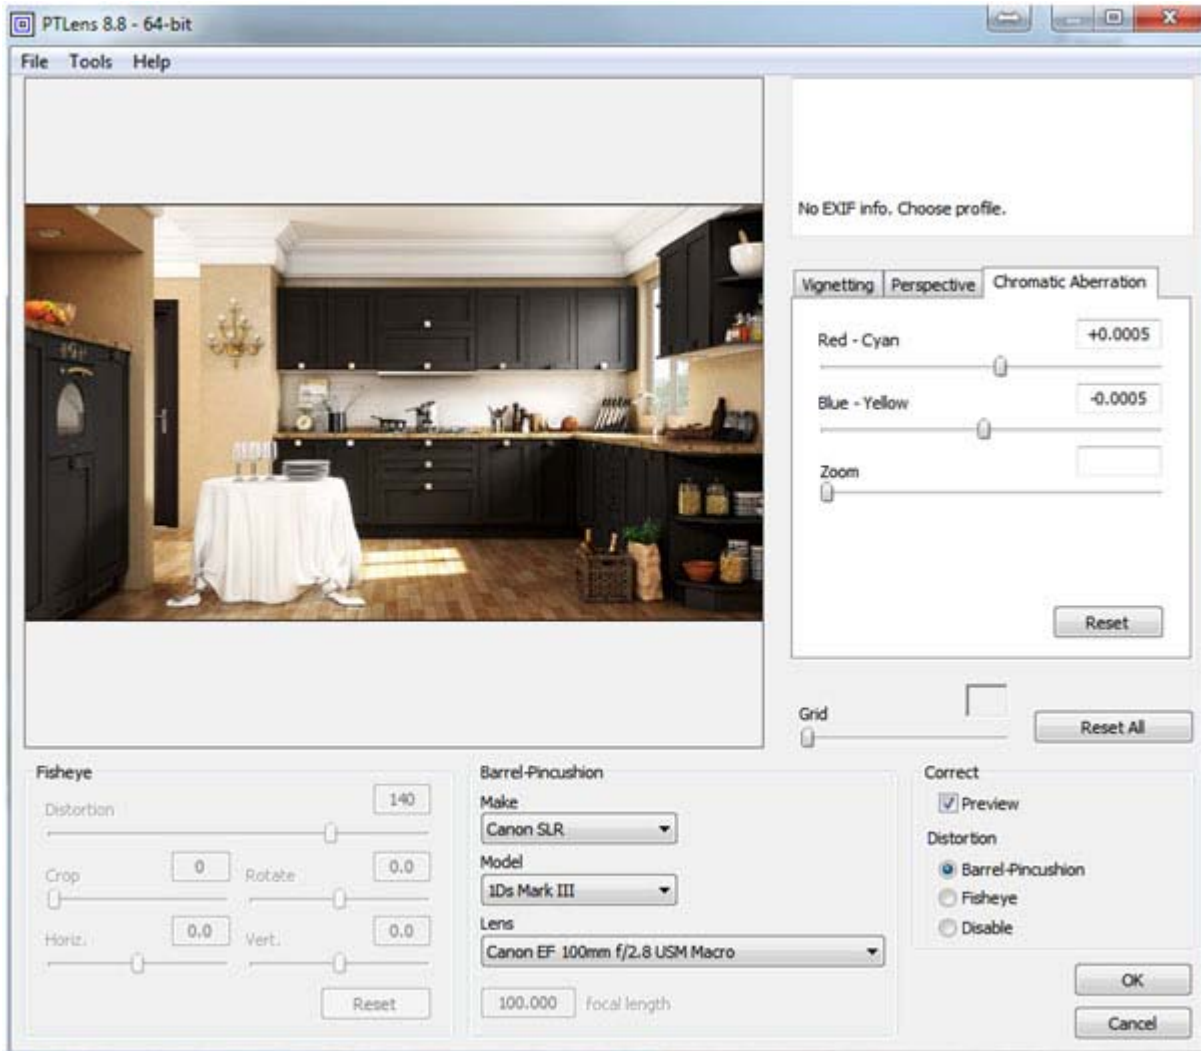 PTLens 8.8 - 64-bit
File Tools Help
No EXIF info. Choose profile.
Vignetting Perspective Chromatic Aberration
Red - Cyan +0.0005
Blue - Yellow -0.0005
Zoom
Reset
Grid
Reset All
Fisheye
Distortion 140
Crop 0 Rotate 0.0
Horiz. 0.0 Vert. 0.0
Reset
Barrel-Pincushion
Make
Canon SLR
Model
1Ds Mark III
Lens
Canon EF 100mm f/2.8 USM Macro
100.000 focal length
Correct
Preview
Distortion
Barrel-Pincushion
Fisheye
Disable
OK
Cancel